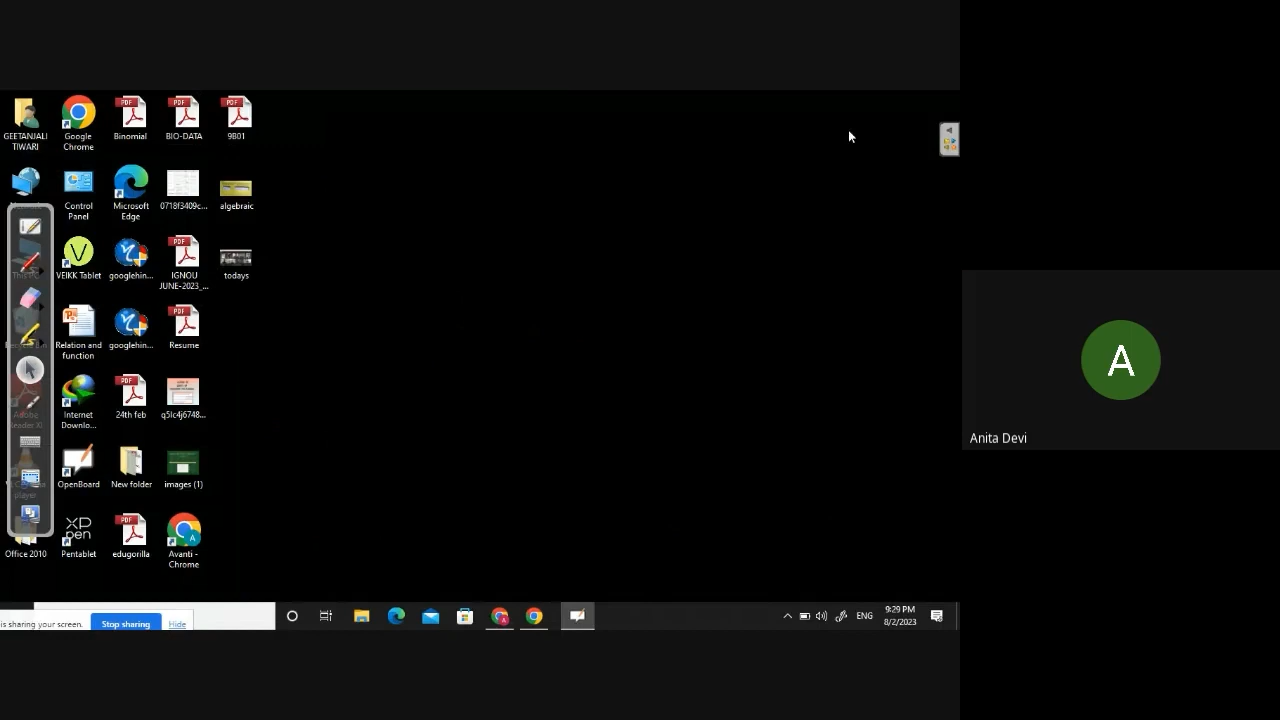 GEETANJALI
TIWARI
Google
Chrome
Binomial
BIO-DATA
9B01
Control
Panel
Microsoft
Edge
0718f3409c...
algebraic
VEIKK Tablet
googlehin...
IGNOU
JUNE-2023_...
todays
Relation and
function
googlehin...
Resume
Internet
Downlo...
24th feb
q5lc4j6748...
OpenBoard
New folder
images (1)
Office 2010
xp
pen
Pentablet
edugorilla
Avanti -
Chrome
is sharing your screen.
Stop sharing
Hide
ENG
9:29 PM
8/2/2023
A
Anita Devi